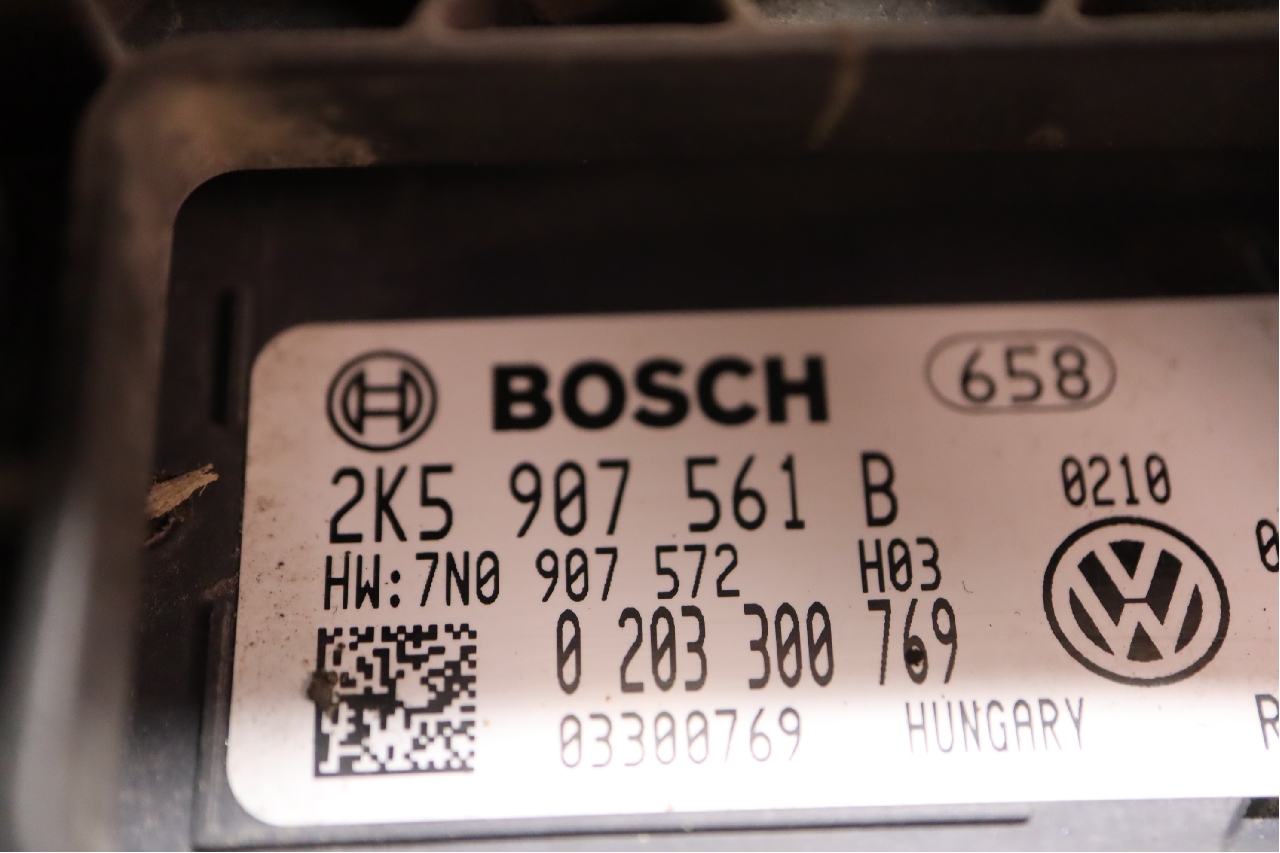 BOSCH 658
2K5 907 561 B 0210
HW:7N0 907 572 H03
0 203 300 769
03300769 HUNGARY